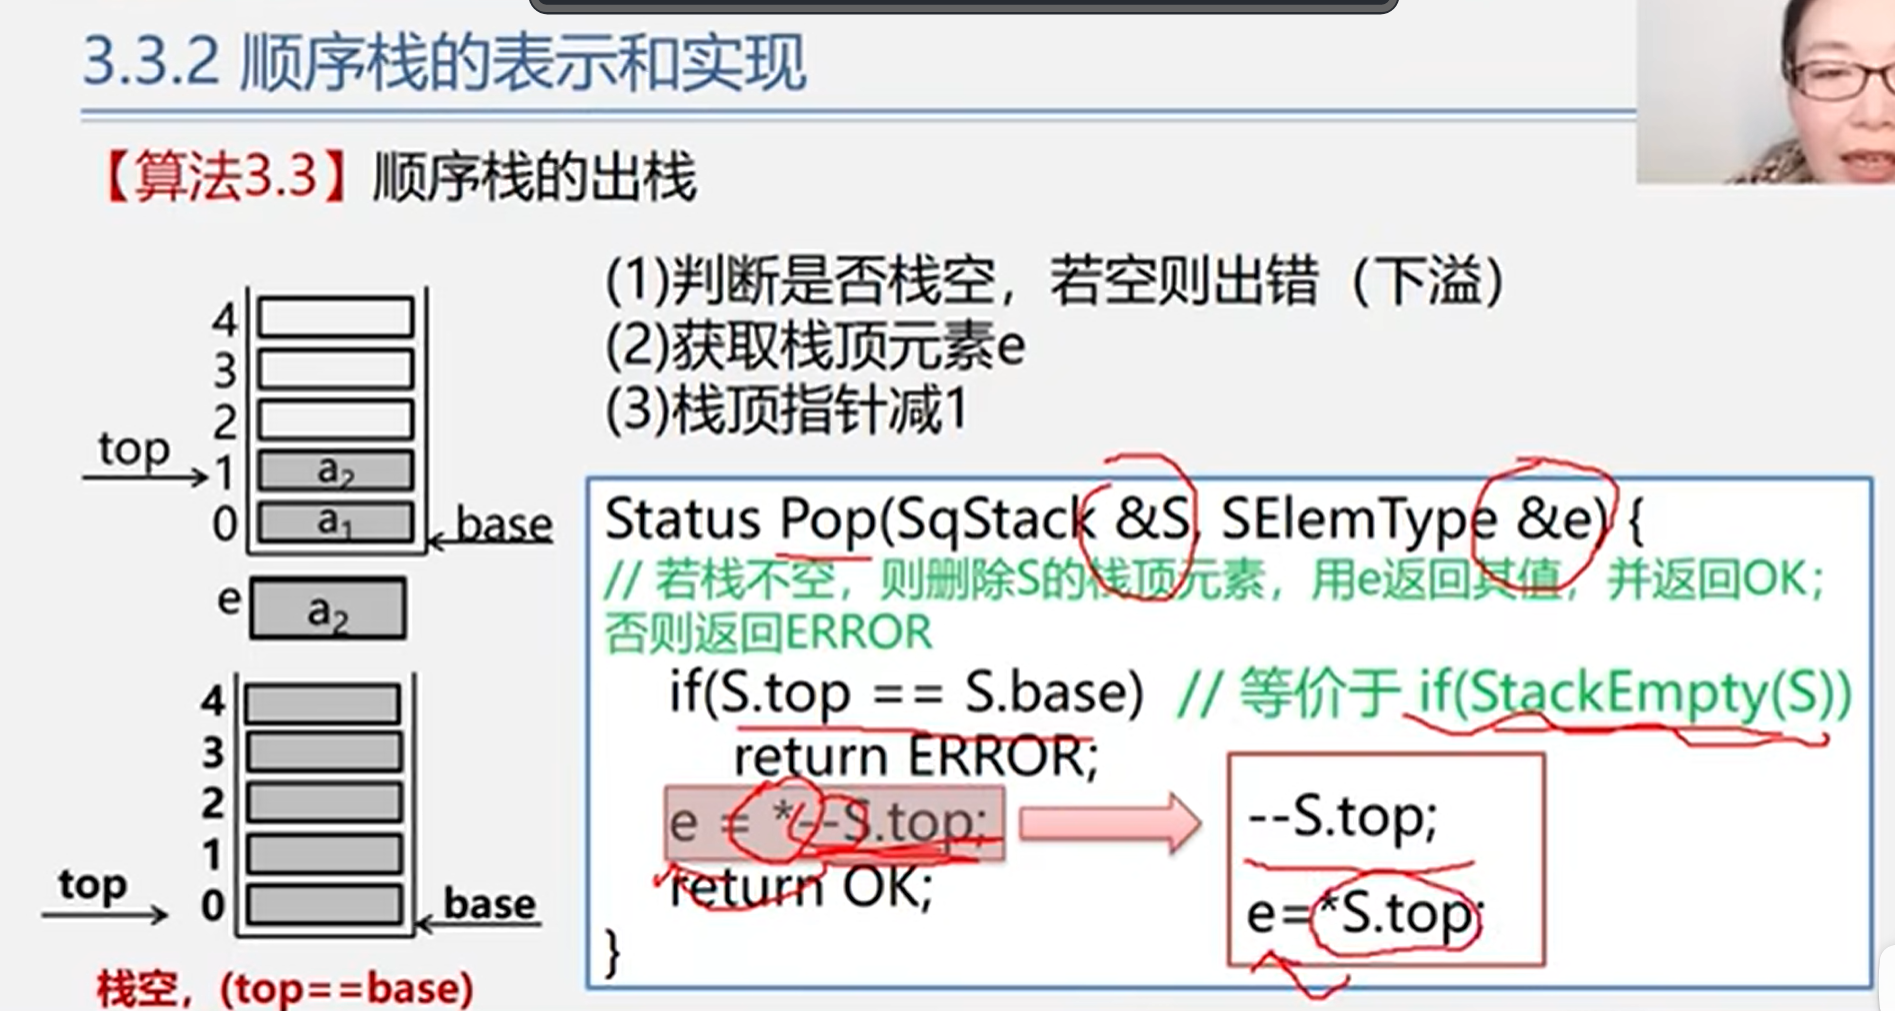 3.3.2 顺序栈的表示和实现
【算法3.3】顺序栈的出栈
(1)判断是否栈空，若空则出错（下溢）
(2)获取栈顶元素e
(3)栈顶指针减1
4
3
2
top
1
a₂
0
a₁
base
e
a₂
4
3
2
1
top
0
base
栈空，(top==base)
Status Pop(SqStack &S, SElemType &e) {
// 若栈不空，则删除S的栈顶元素，用e返回其值，并返回OK；
否则返回ERROR
if(S.top == S.base) // 等价于 if(StackEmpty(S))
return ERROR;
e = *--S.top;
return OK;
}
--S.top;
e=*S.top;